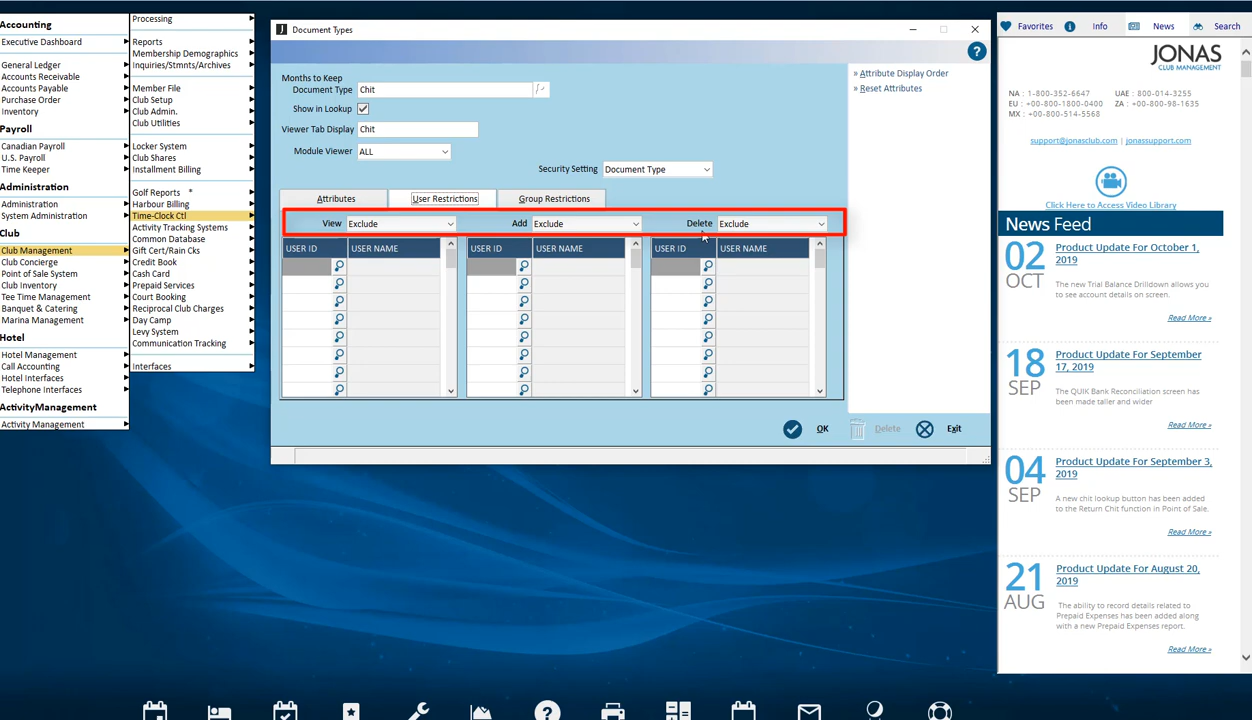 Accounting
Executive Dashboard
General Ledger
Accounts Receivable
Accounts Payable
Purchase Order
Inventory
Payroll
Canadian Payroll
U.S. Payroll
Time Keeper
Administration
Administration
System Administration
Club
Club Management
Club Concierge
Point of Sale System
Club Inventory
Tee Time Management
Banquet & Catering
Marina Management
Hotel
Hotel Management
Call Accounting
Hotel Interfaces
Telephone Interfaces
ActivityManagement
Activity Management
Processing
Reports
Membership Demographics
Inquiries/Stmnts/Archives
Member File
Club Setup
Club Admin.
Club Utilities
Locker System
Club Shares
Installment Billing
Golf Reports *
Harbour Billing
Time-Clock Ctl
Activity Tracking Systems
Common Database
Gift Cert/Rain Cks
Credit Book
Cash Card
Prepaid Services
Court Booking
Reciprocal Club Charges
Day Camp
Levy System
Communication Tracking
Interfaces
J Document Types
?
Months to Keep
Document Type Chit
Show in Lookup
Viewer Tab Display Chit
Module Viewer ALL
Security Setting Document Type
Attributes User Restrictions Group Restrictions
View Exclude Add Exclude Delete Exclude
USER ID USER NAME USER ID USER NAME USER ID USER NAME
OK Delete Exit
» Attribute Display Order
» Reset Attributes
Favorites Info News Search
JONAS
CLUB MANAGEMENT
NA : 1-800-352-6647 UAE : 800-014-3255
EU : +00-800-1800-0400 ZA : +00-800-98-1635
MX : +00-800-514-5568
support@jonasclub.com | jonassupport.com
Click Here to Access Video Library
News Feed
02 OCT
Product Update For October 1, 2019
The new Trial Balance Drilldown allows you
to see account details on screen.
Read More »
18 SEP
Product Update For September
17, 2019
The QUIK Bank Reconciliation screen has
been made taller and wider
Read More »
04 SEP
Product Update For September 3,
2019
A new chit lookup button has been added
to the Return Chit function in Point of Sale.
Read More »
21 AUG
Product Update For August 20,
2019
The ability to record details related to
Prepaid Expenses has been added along
with a new Prepaid Expenses report.
Read More »
?